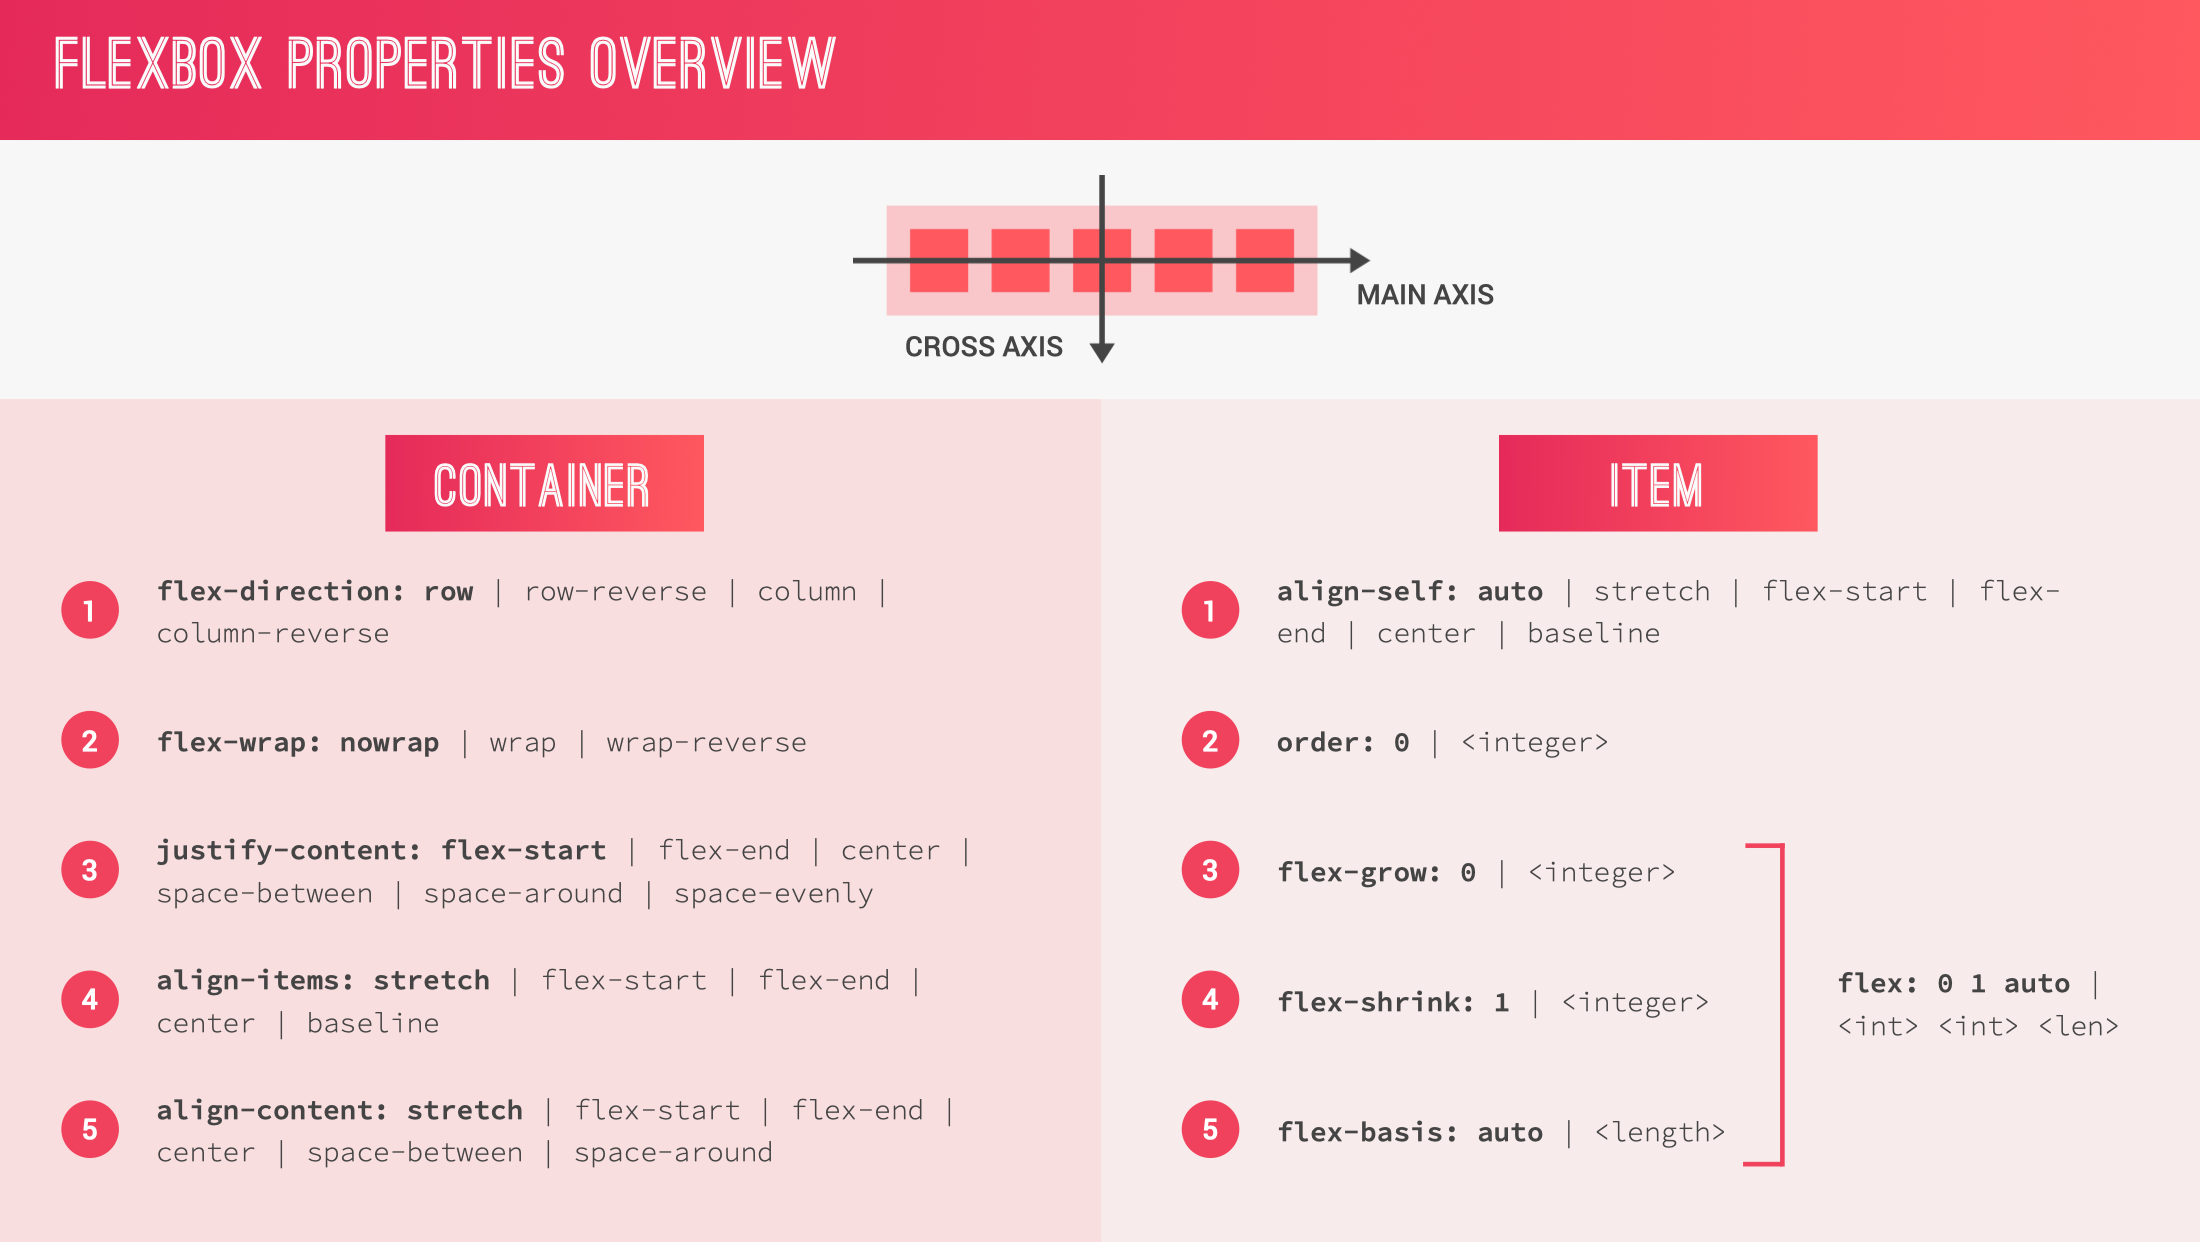 FLEXBOX PROPERTIES OVERVIEW
MAIN AXIS
CROSS AXIS
CONTAINER
1
flex-direction: row | row-reverse | column |
column-reverse
2
flex-wrap: nowrap | wrap | wrap-reverse
3
justify-content: flex-start | flex-end | center |
space-between | space-around | space-evenly
4
align-items: stretch | flex-start | flex-end |
center | baseline
5
align-content: stretch | flex-start | flex-end |
center | space-between | space-around
ITEM
1
align-self: auto | stretch | flex-start | flex-
end | center | baseline
2
order: 0 | <integer>
3
flex-grow: 0 | <integer>
4
flex-shrink: 1 | <integer>
5
flex-basis: auto | <length>
flex: 0 1 auto |
<int> <int> <len>